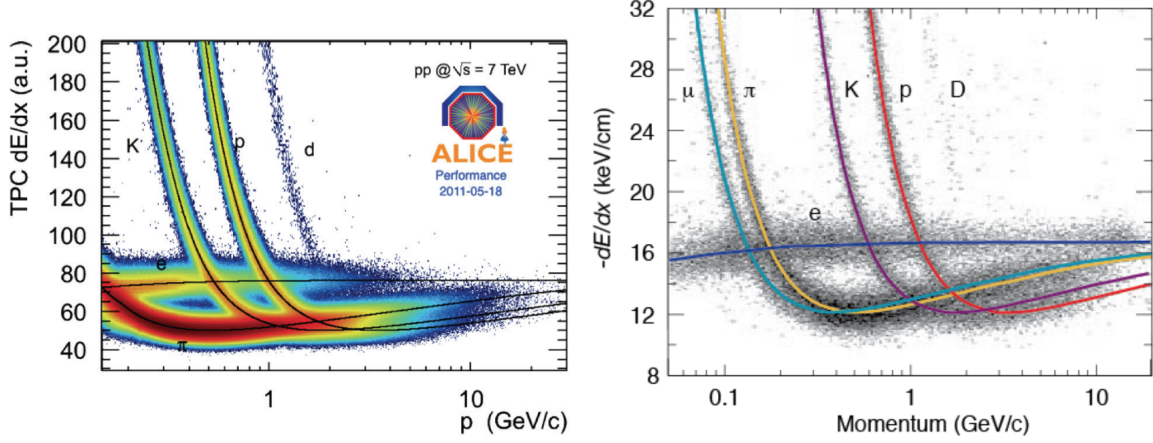 TPC dE/dx (a.u.)
200
180
160
140
120
100
80
60
40
K
p
d
e
π
pp @ √s = 7 TeV
ALICE
Performance
2011-05-18
1
10
p (GeV/c)
-dE/dx (keV/cm)
32
28
24
20
16
12
8
μ
π
K
p
D
e
0.1
1
10
Momentum (GeV/c)